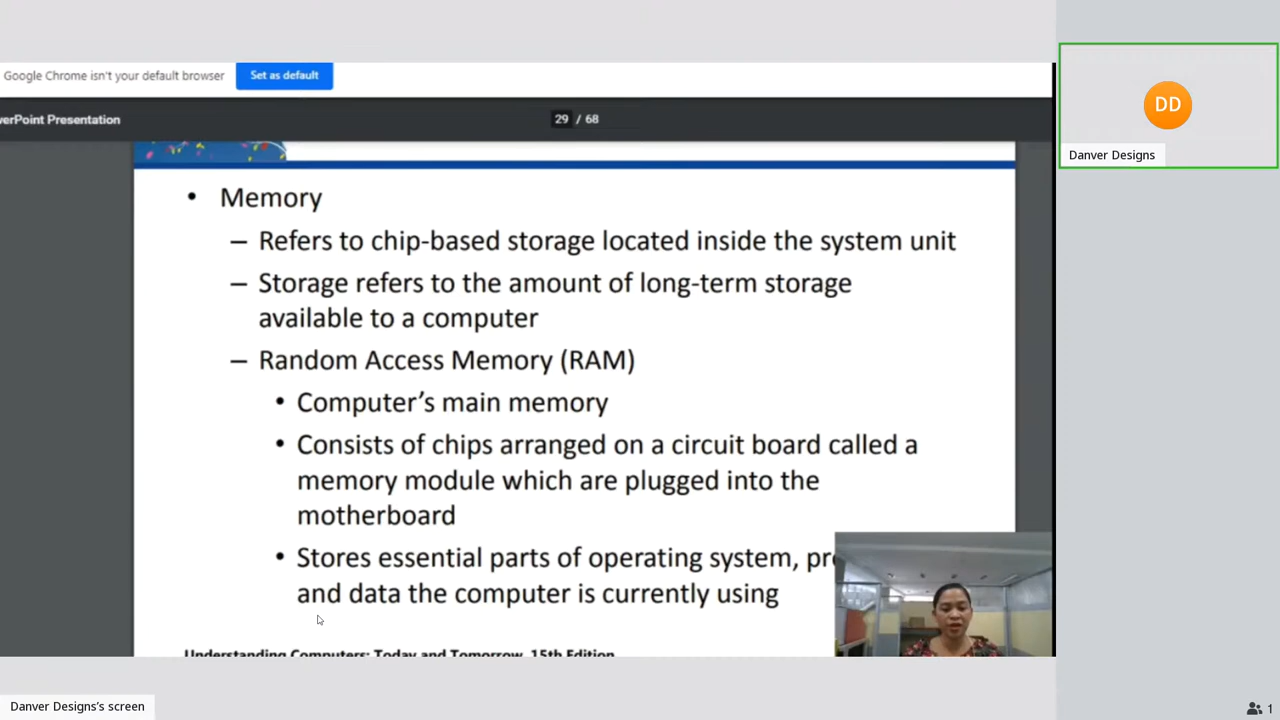 Google Chrome isn't your default browser Set as default
werPoint Presentation 29 / 68
DD
Danver Designs
• Memory
– Refers to chip-based storage located inside the system unit
– Storage refers to the amount of long-term storage
available to a computer
– Random Access Memory (RAM)
• Computer's main memory
• Consists of chips arranged on a circuit board called a
memory module which are plugged into the
motherboard
• Stores essential parts of operating system,
and data the computer is currently using
Understanding Computers: Today and Tomorrow, 15th Edition
Danver Designs's screen
1